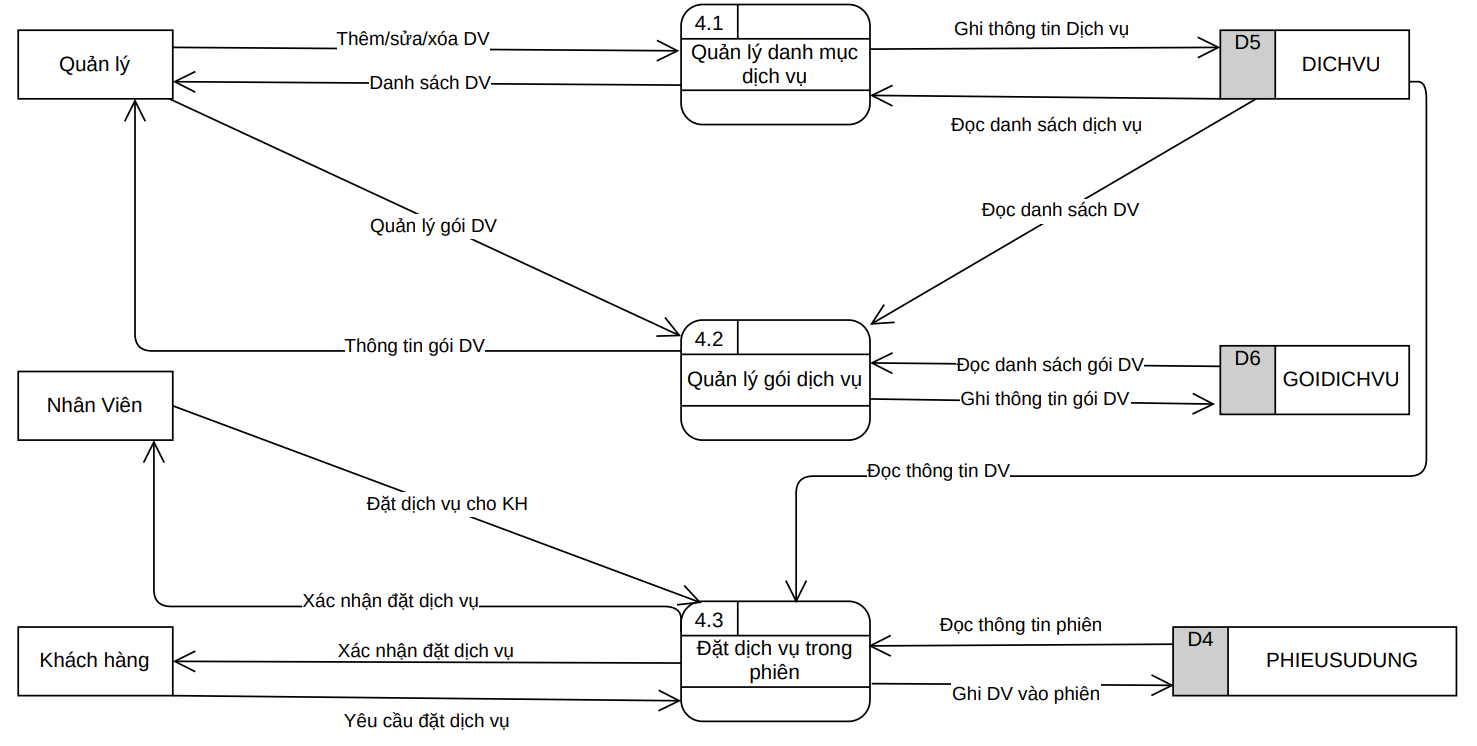 4.1
Thêm/sửa/xóa DV
Ghi thông tin Dịch vụ
D5
Quản lý
Quản lý danh mục
dịch vụ
DICHVU
Danh sách DV
Đọc danh sách dịch vụ
Quản lý gói DV
Đọc danh sách DV
4.2
Thông tin gói DV
D6
Đọc danh sách gói DV
Quản lý gói dịch vụ
GOIDICHVU
Nhân Viên
Ghi thông tin gói DV
Đọc thông tin DV
Đặt dịch vụ cho KH
Xác nhận đặt dịch vụ
4.3
Đọc thông tin phiên
D4
Xác nhận đặt dịch vụ
Đặt dịch vụ trong
phiên
Khách hàng
PHIEUSUDUNG
Ghi DV vào phiên
Yêu cầu đặt dịch vụ